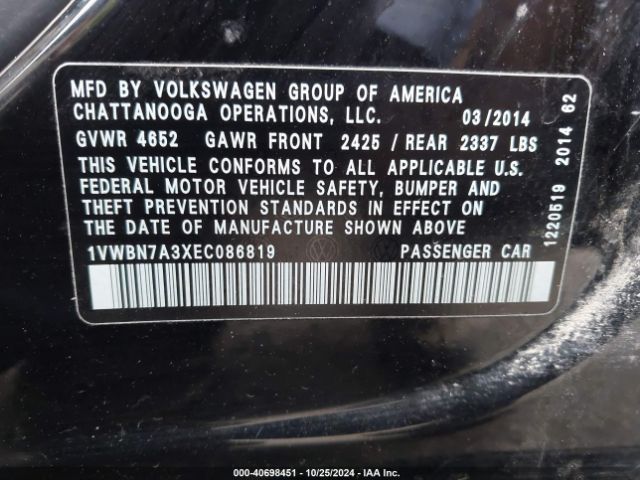 MFD BY VOLKSWAGEN GROUP OF AMERICA
CHATTANOOGA OPERATIONS, LLC. 03/2014
GVWR 4652 GAWR FRONT 2425 / REAR 2337 LBS
THIS VEHICLE CONFORMS TO ALL APPLICABLE U.S.
FEDERAL MOTOR VEHICLE SAFETY, BUMPER AND
THEFT PREVENTION STANDARDS IN EFFECT ON
THE DATE OF MANUFACTURE SHOWN ABOVE
1VWBN7A3XEC086819 PASSENGER CAR
1220519 2014 62
000-40698451 | 10/25/2024 | IAA Inc.